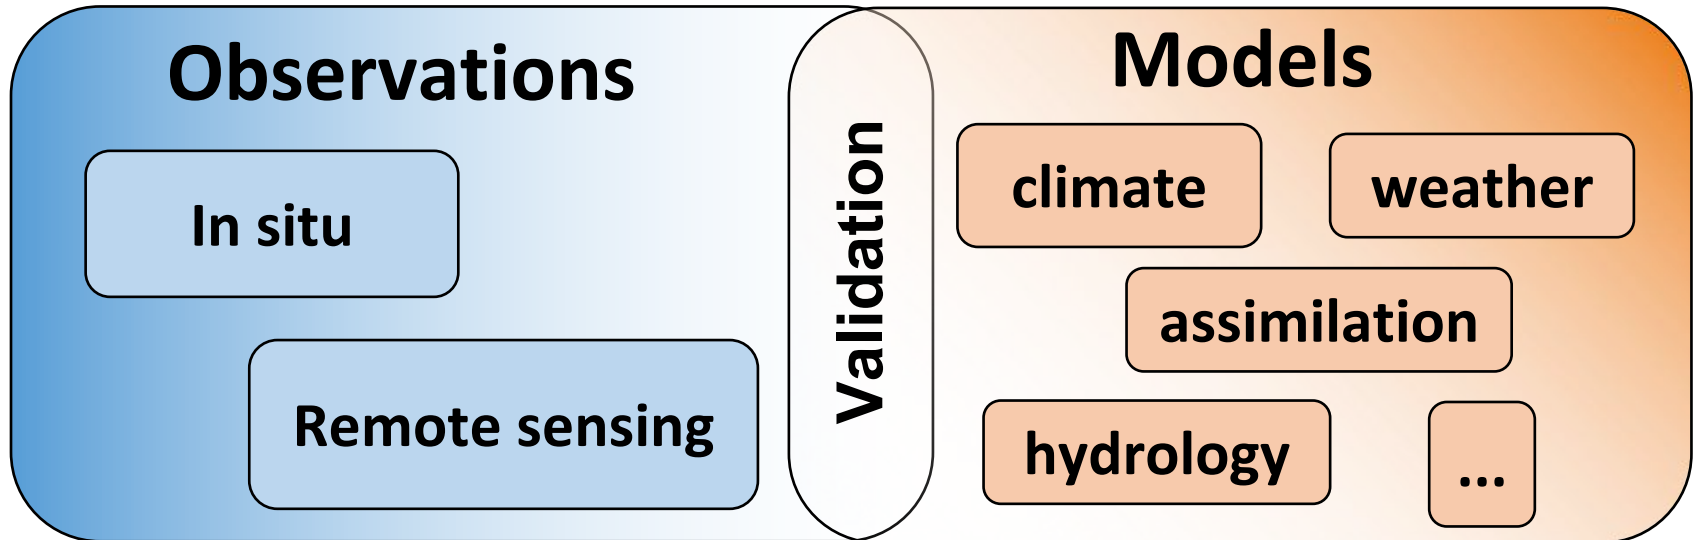 Observations
In situ
Remote sensing
Validation
Models
climate
weather
assimilation
hydrology
...